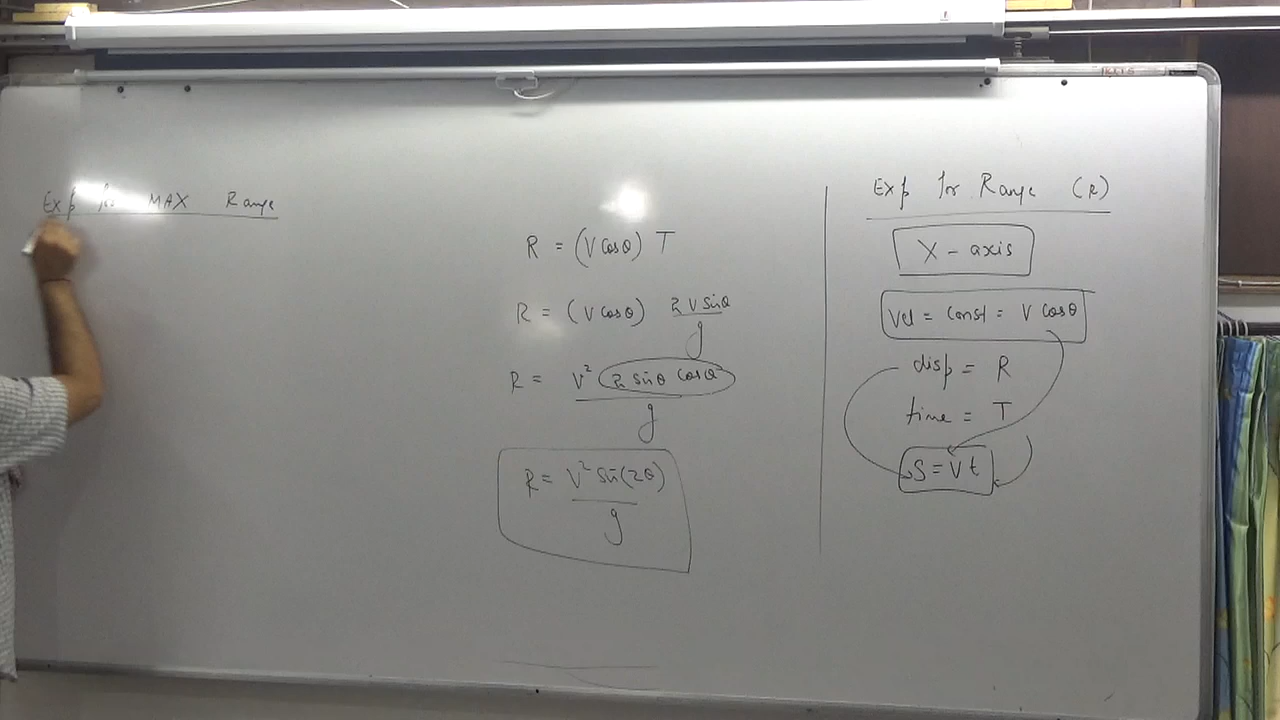 Exp for MAX Range
R = (V Cosθ) T
R = (V Cosθ) 2 V sinθ / g
R = V² 2 sinθ cosθ / g
R = V² Sin(2θ) / g
Exp for Range (R)
X - axis
Vel = Const = V Cosθ
disp = R
time = T
S = Vt